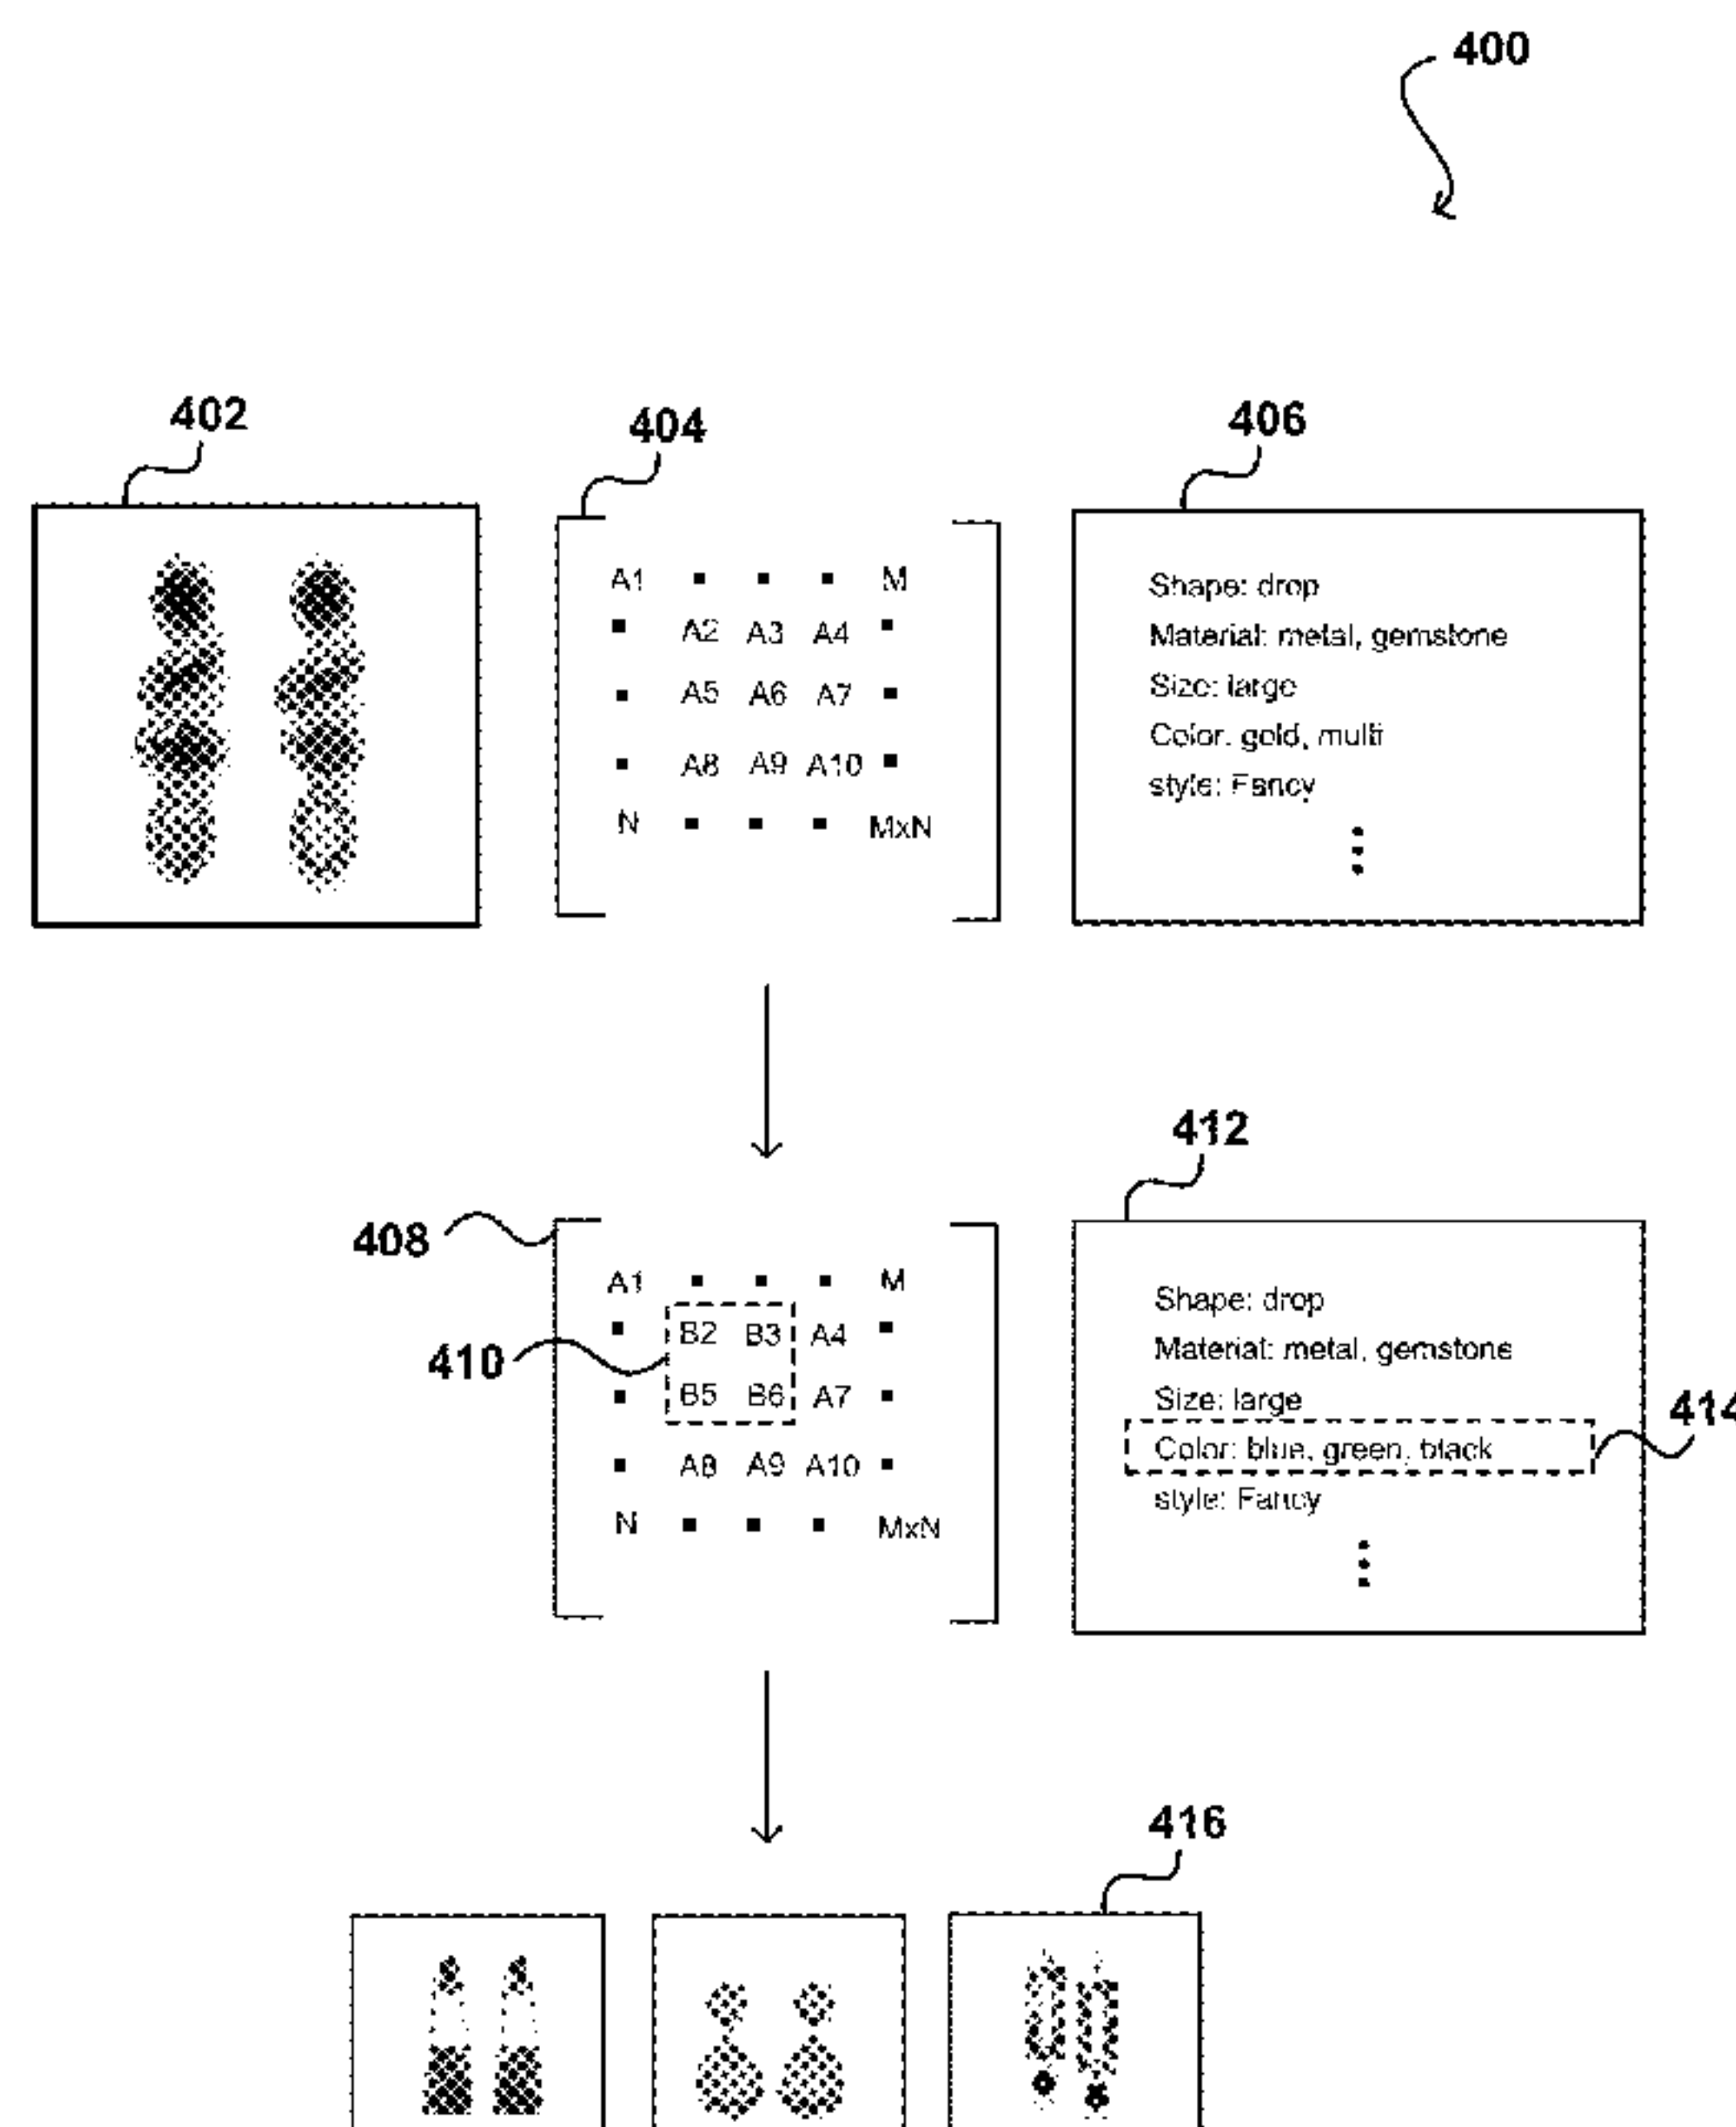 400
402
404
406
A1 ▪ ▪ ▪ M
▪ A2 A3 A4 ▪
▪ A5 A6 A7 ▪
▪ A8 A9 A10 ▪
N ▪ ▪ ▪ MxN
Shape: drop
Material: metal, gemstone
Size: large
Color: gold, multi
style: Fancy
412
408
410
A1 ▪ ▪ ▪ M
▪ B2 B3 A4 ▪
▪ B5 B6 A7 ▪
▪ A8 A9 A10 ▪
N ▪ ▪ ▪ MxN
Shape: drop
Material: metal, gemstone
Size: large
Color: blue, green, black
style: Fancy
414
416